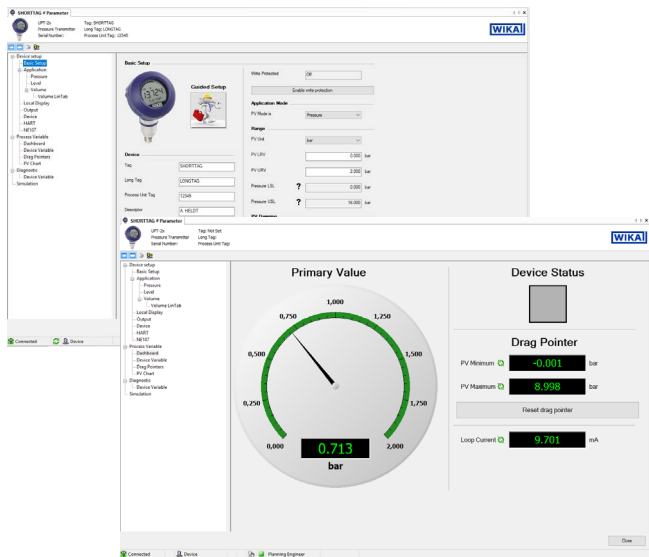 SHORTTAG # Parameter
UPT-2x
Pressure Transmitter
Serial Number:
Tag: SHORTTAG
Long Tag: LONGTAG
Process Unit Tag: 12345
WIKA
Device setup
Basic Setup
Application
Pressure
Level
Volume
Volume LinTab
Local Display
Output
Device
HART
NE107
Process Variable
Dashboard
Device Variable
Drag Pointers
PV Chart
Diagnostic
Device Variable
Simulation
Basic Setup
Guided Setup
Device
Tag SHORTTAG
Long Tag LONGTAG
Process Unit Tag 12345
Descriptor A. HELDT
Write Protected Off
Enable write protection
Application Mode
PV Mode is Pressure
Range
PV Unit bar
PV LRV 0.000 bar
PV URV 2.000 bar
Pressure LSL ? 0.000 bar
Pressure USL ? 16.000 bar
PV Damping
Connected Device
SHORTTAG # Parameter
UPT-2x
Pressure Transmitter
Serial Number:
Tag: Not Set
Long Tag:
Process Unit Tag:
WIKA
Device setup
Basic Setup
Application
Pressure
Level
Volume
Volume LinTab
Local Display
Output
Device
HART
NE107
Process Variable
Dashboard
Device Variable
Drag Pointers
PV Chart
Diagnostic
Device Variable
Simulation
Primary Value
1,000
0,750 1,250
0,500 1,500
0,250 1,750
0,000 0.713 2,000
bar
Device Status
Drag Pointer
PV Minimum -0.001 bar
PV Maximum 8.998 bar
Reset drag pointer
Loop Current 9.701 mA
Close
Connected Device Planning Engineer